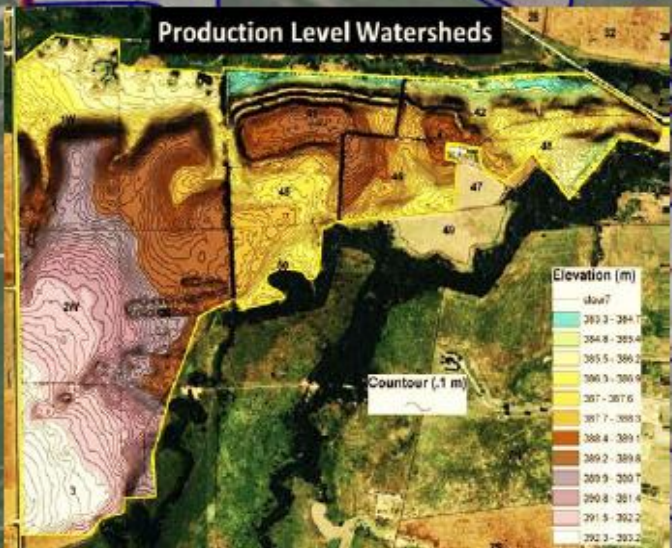 Production Level Watersheds
1W
42
48
45
46
47
49
50
2W
3
Countour (.1 m)
Elevation (m)
383.3 - 384.7
384.8 - 385.4
385.5 - 386.2
386.3 - 386.9
387 - 387.6
387.7 - 388.3
388.4 - 389.1
389.2 - 389.8
389.9 - 390.7
390.8 - 391.4
391.5 - 392.2
392.3 - 393.2